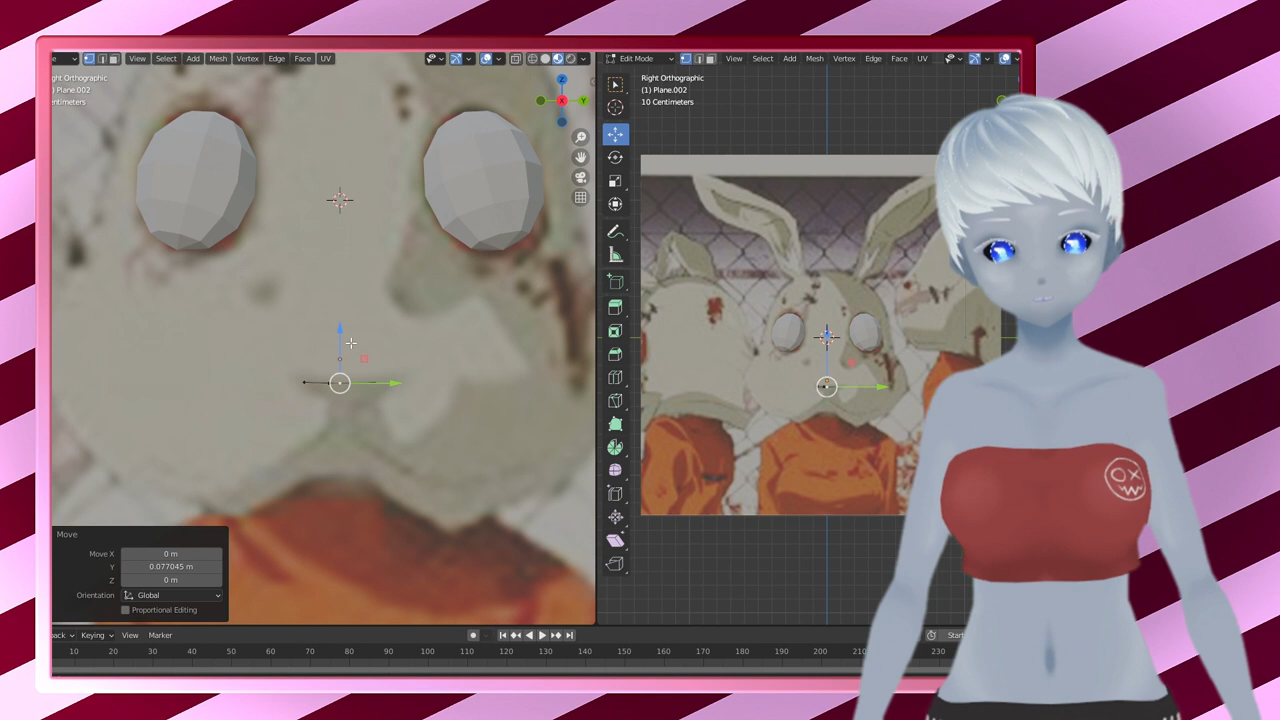 e
View Select Add Mesh Vertex Edge Face UV
ght Orthographic
) Plane.002
entimeters
Z
X
Y
Move
Move X 0 m
Y 0.077045 m
Z 0 m
Orientation Global
Proportional Editing
Edit Mode View Select Add Mesh Vertex Edge Face UV
Right Orthographic
(1) Plane.002
10 Centimeters
back Keying View Marker Start
10 20 30 40 50 60 70 80 90 100 110 120 130 140 150 160 170 180 190 200 210 230